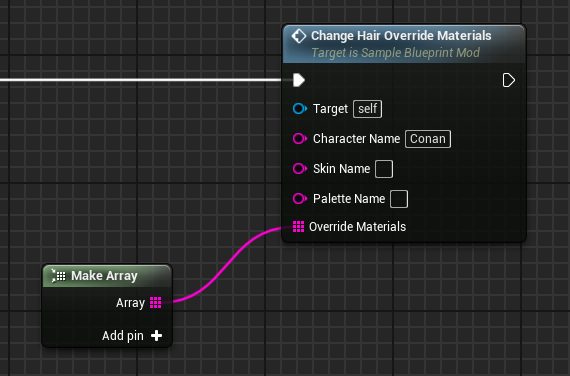 Change Hair Override Materials
Target is Sample Blueprint Mod
Target self
Character Name Conan
Skin Name
Palette Name
Override Materials
Make Array
Array
Add pin